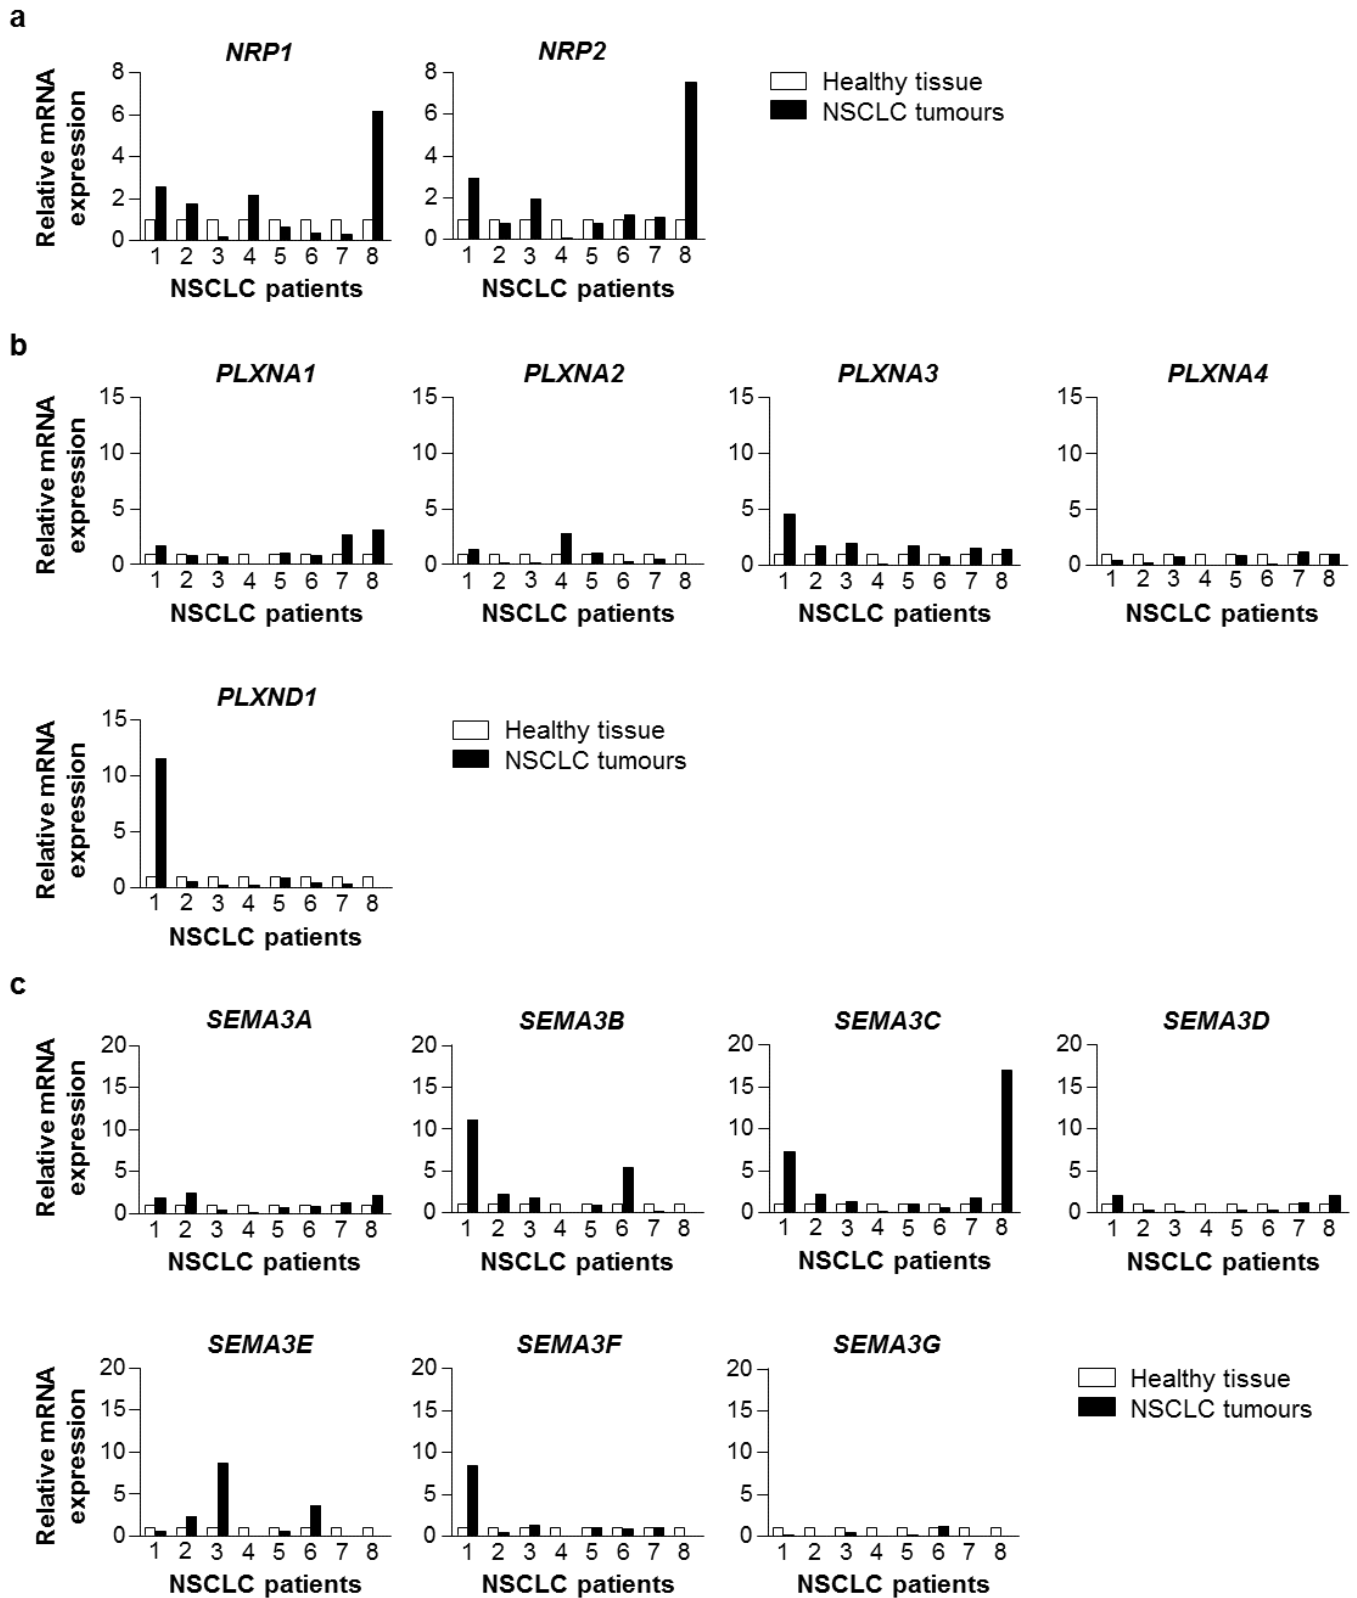 a
NRP1 NRP2
Relative mRNA expression
8 6 4 2 0
8 6 4 2 0
Healthy tissue
NSCLC tumours
1 2 3 4 5 6 7 8
1 2 3 4 5 6 7 8
NSCLC patients NSCLC patients
b
PLXNA1 PLXNA2 PLXNA3 PLXNA4
Relative mRNA expression
15 10 5 0
15 10 5 0
15 10 5 0
15 10 5 0
1 2 3 4 5 6 7 8
1 2 3 4 5 6 7 8
1 2 3 4 5 6 7 8
1 2 3 4 5 6 7 8
NSCLC patients NSCLC patients NSCLC patients NSCLC patients
PLXND1
Relative mRNA expression
15 10 5 0
Healthy tissue
NSCLC tumours
1 2 3 4 5 6 7 8
NSCLC patients
c
SEMA3A SEMA3B SEMA3C SEMA3D
Relative mRNA expression
20 15 10 5 0
20 15 10 5 0
20 15 10 5 0
20 15 10 5 0
1 2 3 4 5 6 7 8
1 2 3 4 5 6 7 8
1 2 3 4 5 6 7 8
1 2 3 4 5 6 7 8
NSCLC patients NSCLC patients NSCLC patients NSCLC patients
SEMA3E SEMA3F SEMA3G
Relative mRNA expression
20 15 10 5 0
20 15 10 5 0
20 15 10 5 0
Healthy tissue
NSCLC tumours
1 2 3 4 5 6 7 8
1 2 3 4 5 6 7 8
1 2 3 4 5 6 7 8
NSCLC patients NSCLC patients NSCLC patients